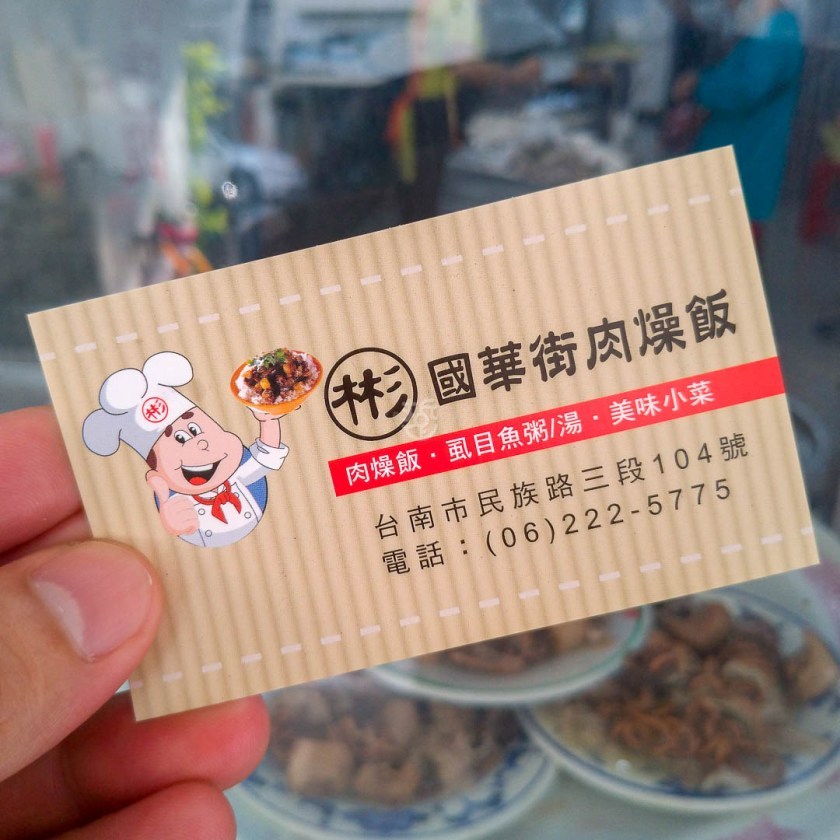 彬 國華街肉燥飯
肉燥飯・虱目魚粥/湯・美味小菜
台南市民族路三段104號
電話：(06)222-5775
彬